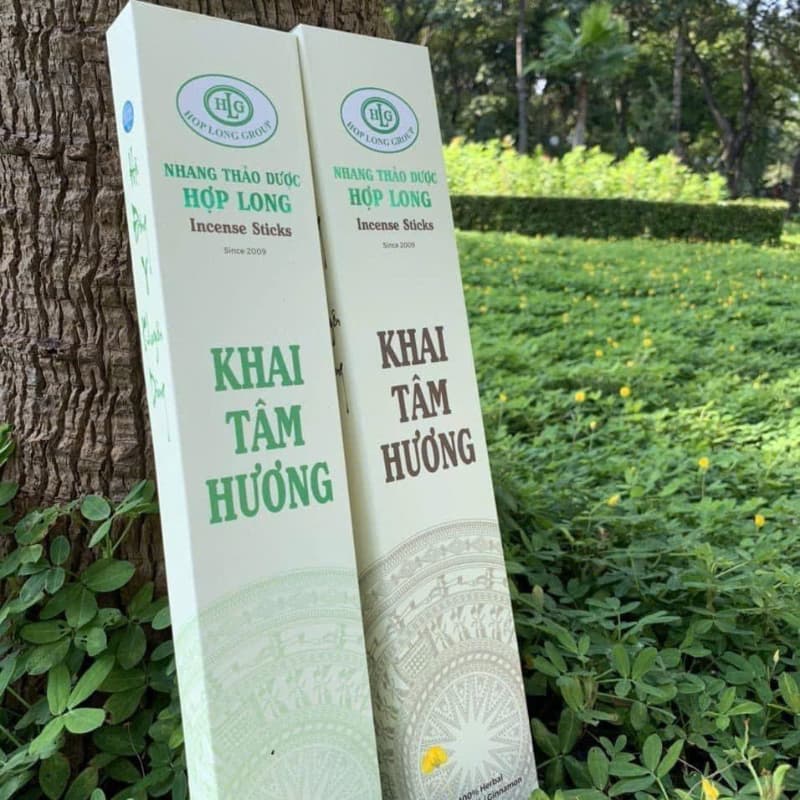 HLG
HOP LONG GROUP
NHANG THẢO DƯỢC
HỢP LONG
Incense Sticks
Since 2009
KHAI
TÂM
HƯƠNG
HLG
HOP LONG GROUP
NHANG THẢO DƯỢC
HỢP LONG
Incense Sticks
Since 2009
KHAI
TÂM
HƯƠNG
100% Herbal
Cinnamon